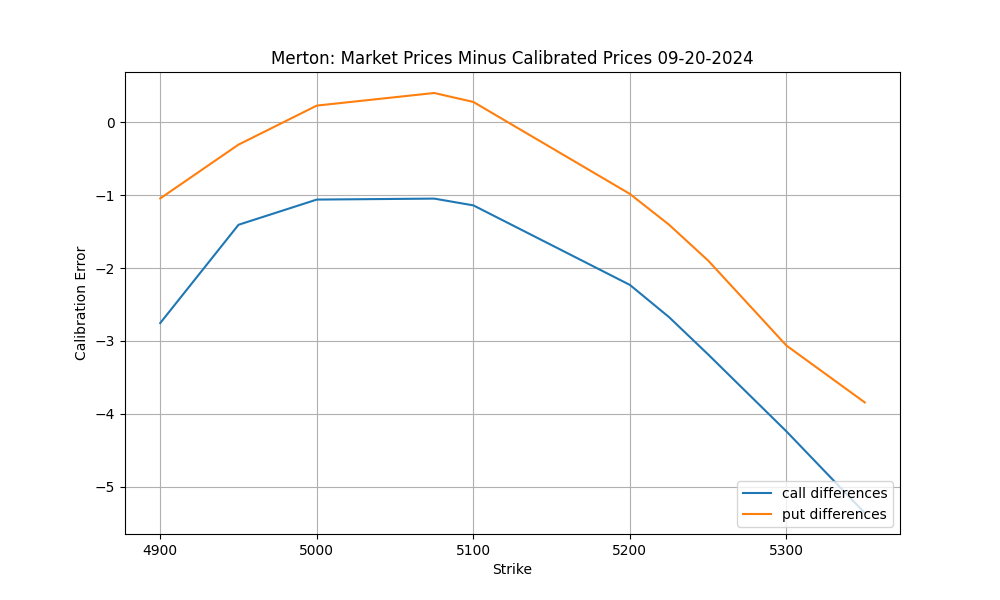 Merton: Market Prices Minus Calibrated Prices 09-20-2024
Calibration Error
0
−1
−2
−3
−4
−5
4900
5000
5100
5200
5300
Strike
call differences
put differences